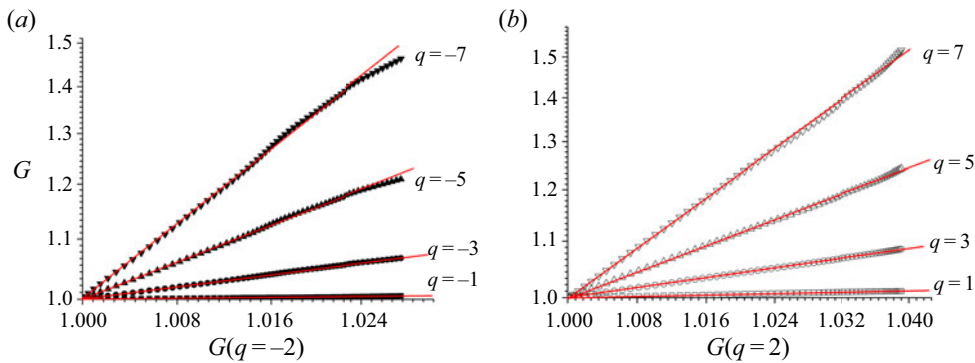 (a)
1.5
1.4
1.3
1.2
1.1
1.0
G
q = –7
q = –5
q = –3
q = –1
1.000 1.008 1.016 1.024
G(q = –2)
(b)
1.5
1.4
1.3
1.2
1.1
1.0
q = 7
q = 5
q = 3
q = 1
1.000 1.008 1.016 1.024 1.032 1.040
G(q = 2)